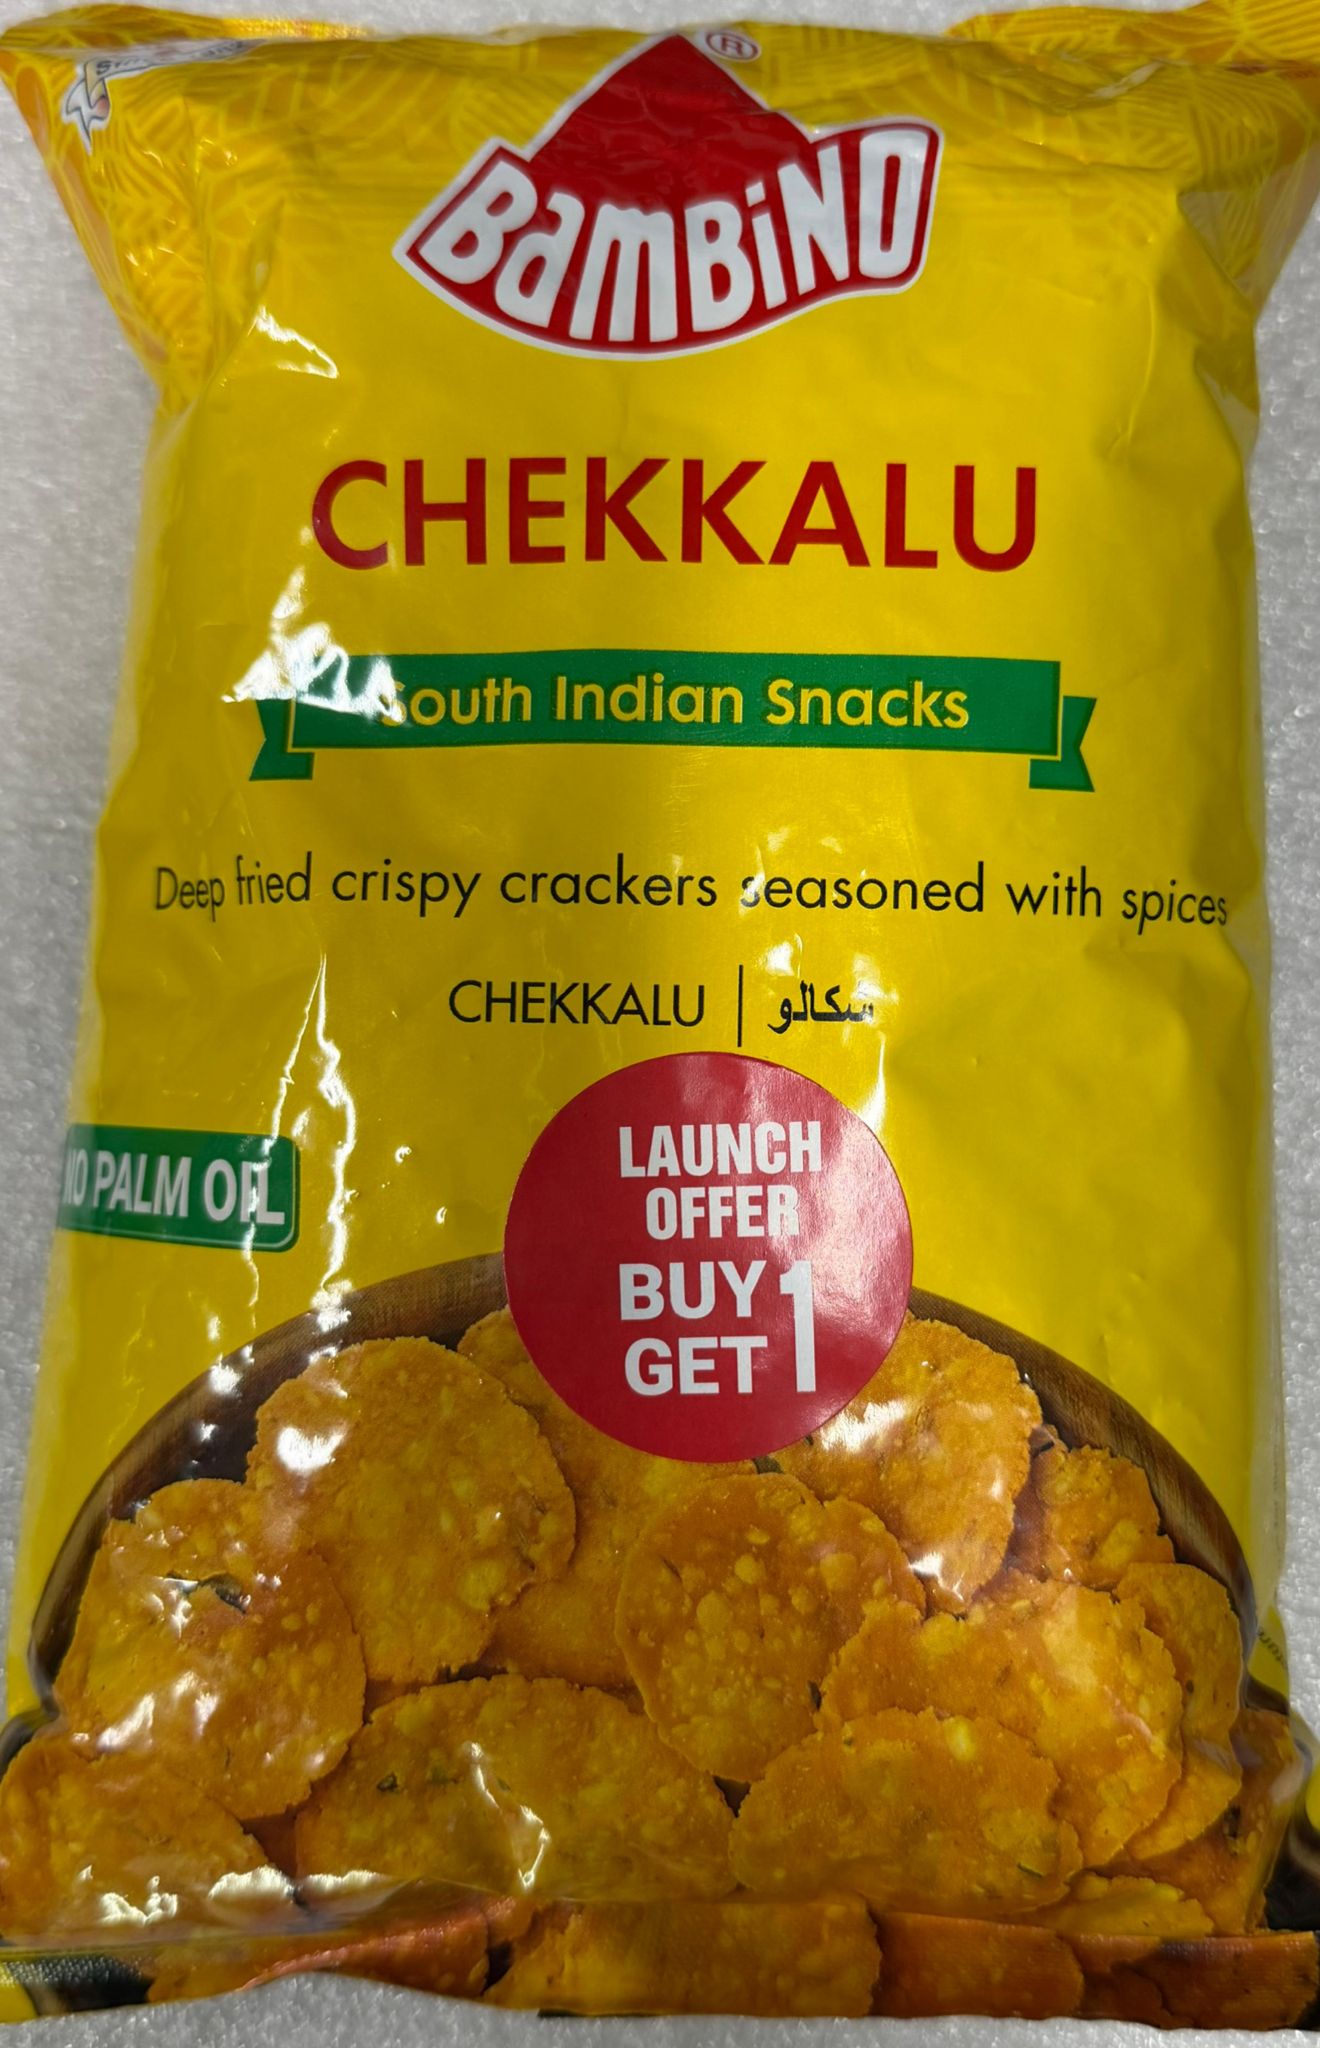 BAMBINO ®
CHEKKALU
South Indian Snacks
Deep fried crispy crackers seasoned with spices
CHEKKALU | شكالو
NO PALM OIL
LAUNCH
OFFER
BUY 1
GET 1